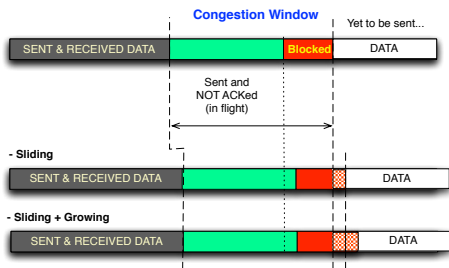 Congestion Window
Yet to be sent...
SENT & RECEIVED DATA
Blocked
DATA
Sent and
NOT ACKed
(in flight)
- Sliding
SENT & RECEIVED DATA
DATA
- Sliding + Growing
SENT & RECEIVED DATA
DATA